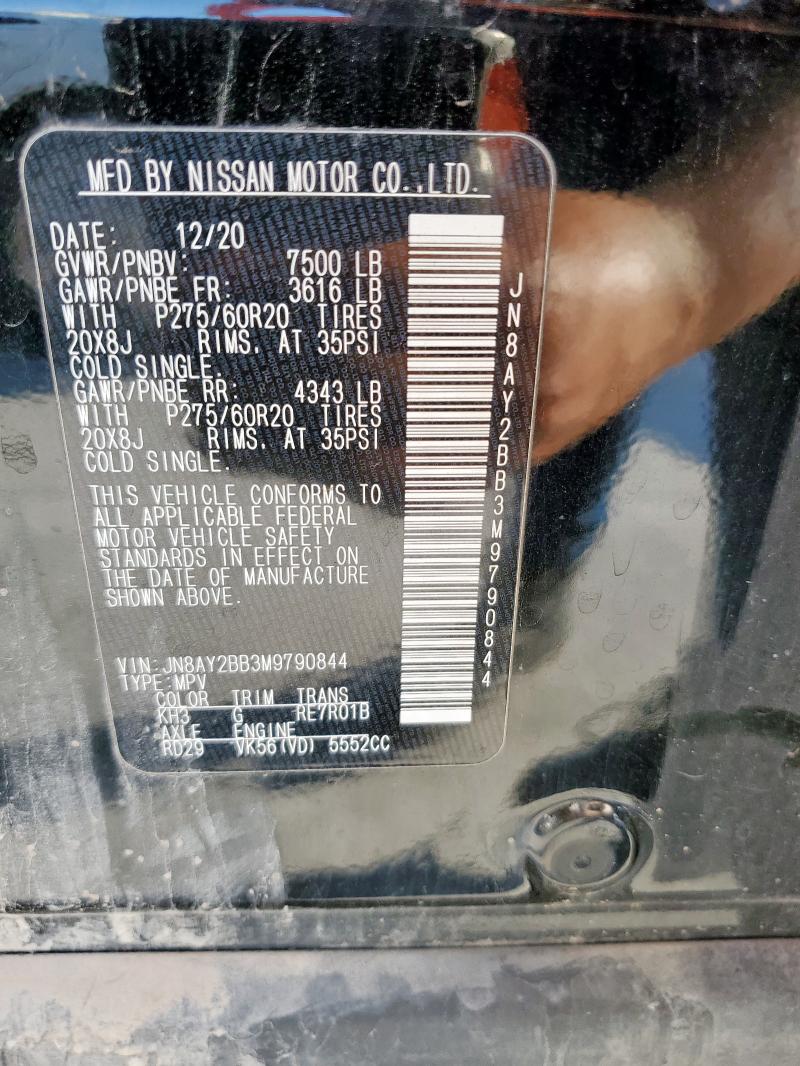 MFD BY NISSAN MOTOR CO.,LTD.
DATE: 12/20
GVWR/PNBV: 7500 LB
GAWR/PNBE FR: 3616 LB
WITH P275/60R20 TIRES
20X8J RIMS. AT 35PSI
COLD SINGLE.
GAWR/PNBE RR: 4343 LB
WITH P275/60R20 TIRES
20X8J RIMS. AT 35PSI
COLD SINGLE.
THIS VEHICLE CONFORMS TO
ALL APPLICABLE FEDERAL
MOTOR VEHICLE SAFETY
STANDARDS IN EFFECT ON
THE DATE OF MANUFACTURE
SHOWN ABOVE.
VIN:JN8AY2BB3M9790844
TYPE:MPV
COLOR TRIM TRANS
KH3 G RE7R01B
AXLE ENGINE
RD29 VK56(VD) 5552CC
JN8AY2BB3M9790844